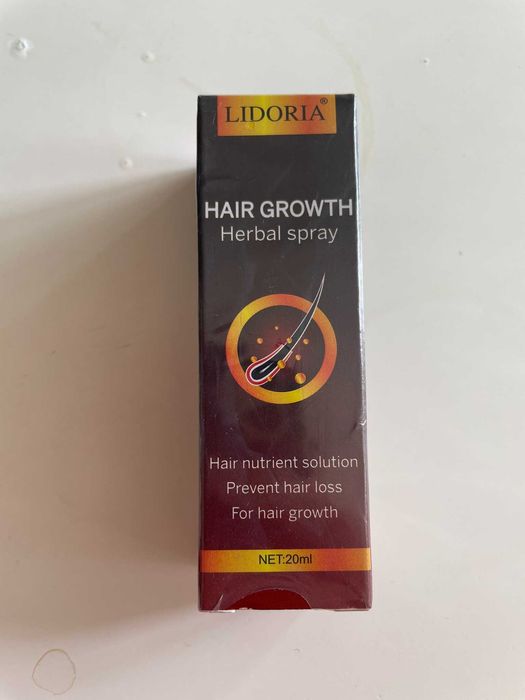 LIDORIA®
HAIR GROWTH
Herbal spray
Hair nutrient solution
Prevent hair loss
For hair growth
NET:20ml